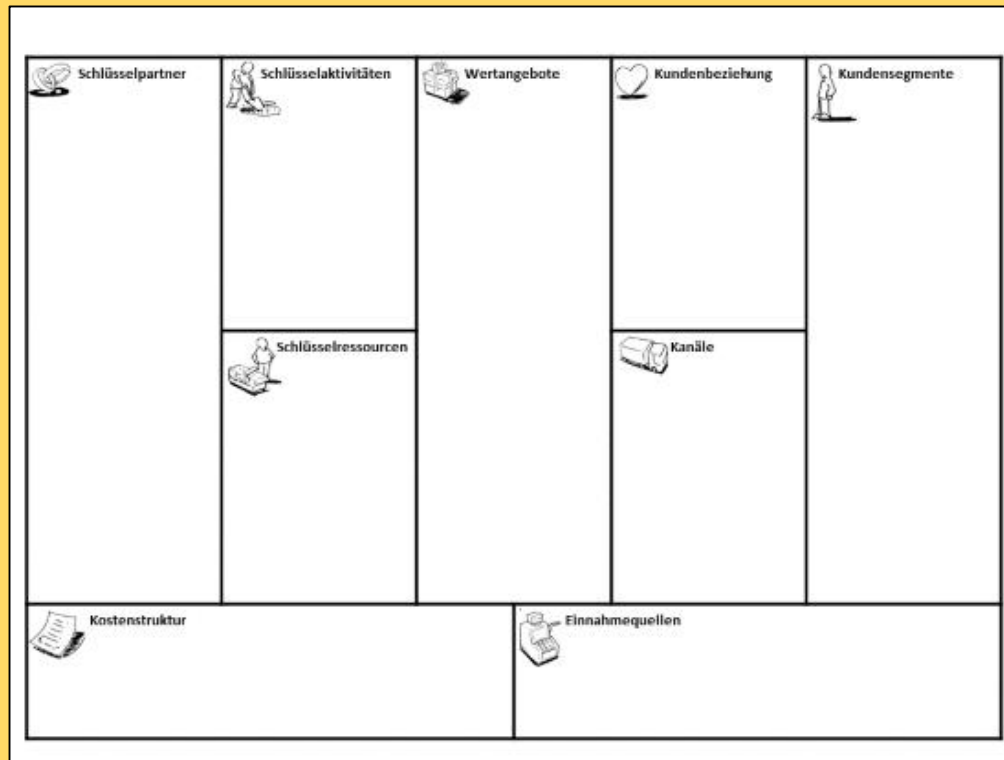 Schlüsselpartner
Schlüsselaktivitäten
Wertangebote
Kundenbeziehung
Kundensegmente
Schlüsselressourcen
Kanäle
Kostenstruktur
Einnahmequellen